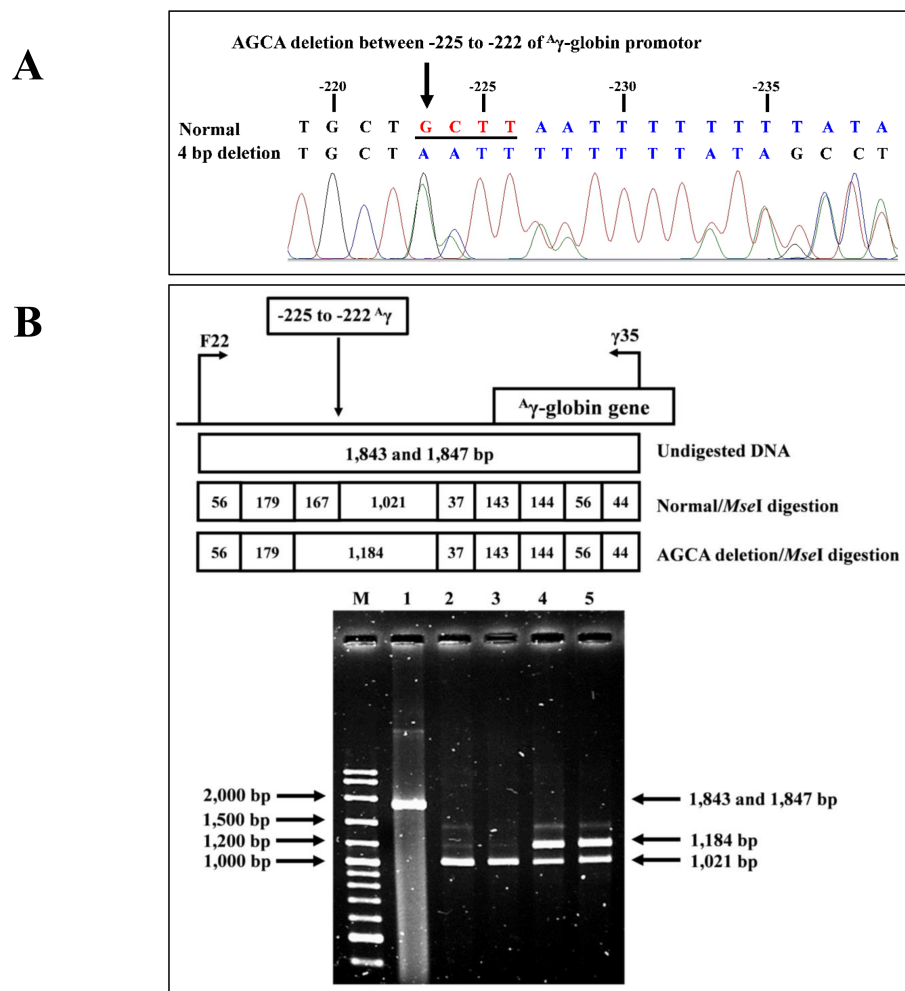 A
AGCA deletion between -225 to -222 of ᴬγ-globin promotor
-220 -225 -230 -235
Normal T G C T G C T T A A T T T T T T T A T A
4 bp deletion T G C T A A T T T T T T T A T A G C C T
B
-225 to -222 ᴬγ
F22 γ35
ᴬγ-globin gene
1,843 and 1,847 bp Undigested DNA
56 179 167 1,021 37 143 144 56 44 Normal/MseI digestion
56 179 1,184 37 143 144 56 44 AGCA deletion/MseI digestion
M 1 2 3 4 5
2,000 bp 1,843 and 1,847 bp
1,500 bp
1,200 bp 1,184 bp
1,000 bp 1,021 bp